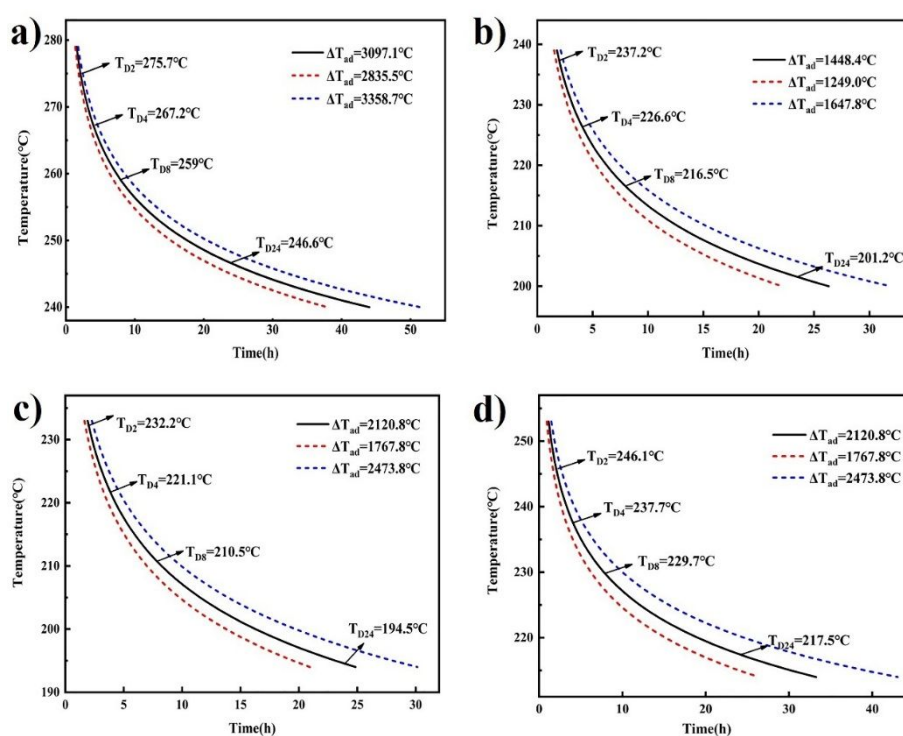 a)
280
270
260
250
240
Temperature(°C)
T_D2=275.7°C
T_D4=267.2°C
T_D8=259°C
T_D24=246.6°C
ΔT_ad=3097.1°C
ΔT_ad=2835.5°C
ΔT_ad=3358.7°C
0 10 20 30 40 50
Time(h)
b)
240
230
220
210
200
Temperature(°C)
T_D2=237.2°C
T_D4=226.6°C
T_D8=216.5°C
T_D24=201.2°C
ΔT_ad=1448.4°C
ΔT_ad=1249.0°C
ΔT_ad=1647.8°C
0 5 10 15 20 25 30
Time(h)
c)
230
220
210
200
190
Temperature(°C)
T_D2=232.2°C
T_D4=221.1°C
T_D8=210.5°C
T_D24=194.5°C
ΔT_ad=2120.8°C
ΔT_ad=1767.8°C
ΔT_ad=2473.8°C
0 5 10 15 20 25 30
Time(h)
d)
250
240
230
220
Temperature(°C)
T_D2=246.1°C
T_D4=237.7°C
T_D8=229.7°C
T_D24=217.5°C
ΔT_ad=2120.8°C
ΔT_ad=1767.8°C
ΔT_ad=2473.8°C
0 10 20 30 40
Time(h)